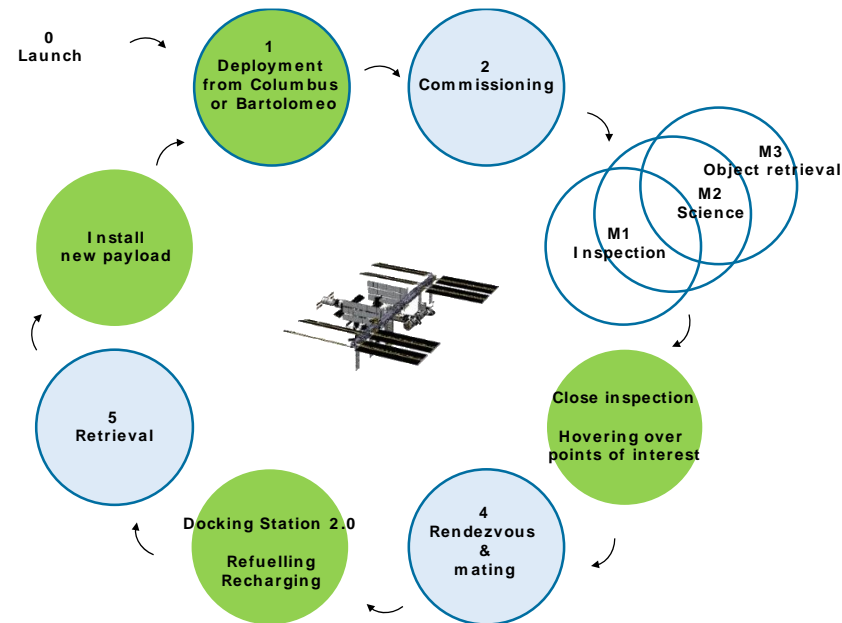 0
Launch
1
Deployment
from Columbus
or Bartolomeo
2
Commissioning
M3
Object retrieval
M2
Science
M1
Inspection
Close inspection
Hovering over
points of interest
4
Rendezvous
&
mating
Docking Station 2.0
Refuelling
Recharging
5
Retrieval
Install
new payload